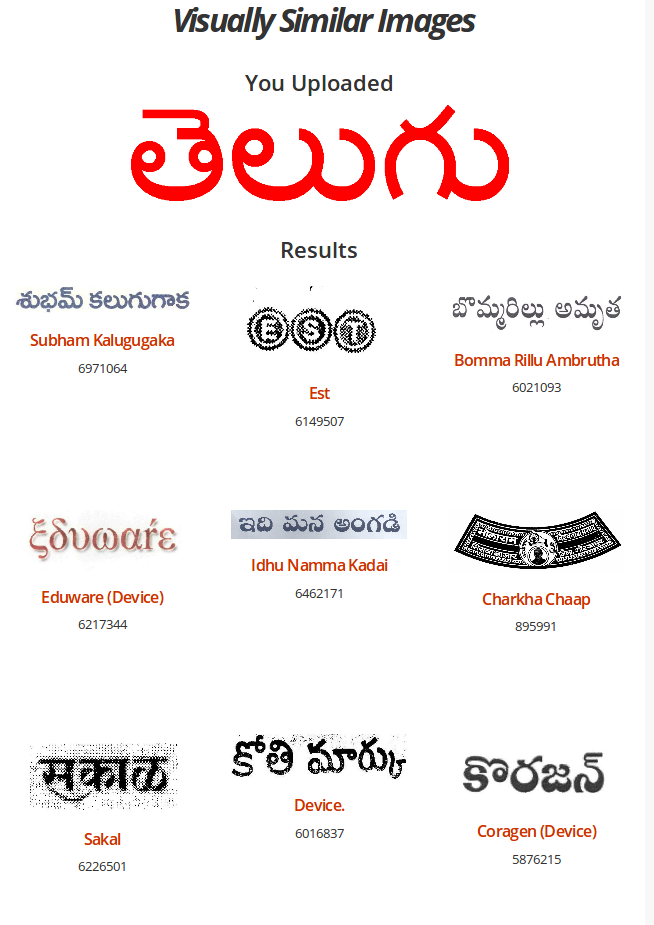 Visually Similar Images
You Uploaded
తెలుగు
Results
శుభమ్ కలుగుగాక
Subham Kalugugaka
6971064
EST
Est
6149507
బొమ్మరిల్లు అమృత
Bomma Rillu Ambrutha
6021093
ξδυωαŕε
Eduware (Device)
6217344
ఇది మన అంగడి
Idhu Namma Kadai
6462171
Charkha Chaap
895991
सकाळ
Sakal
6226501
కోతి మార్కు
Device.
6016837
కొరజన్
Coragen (Device)
5876215